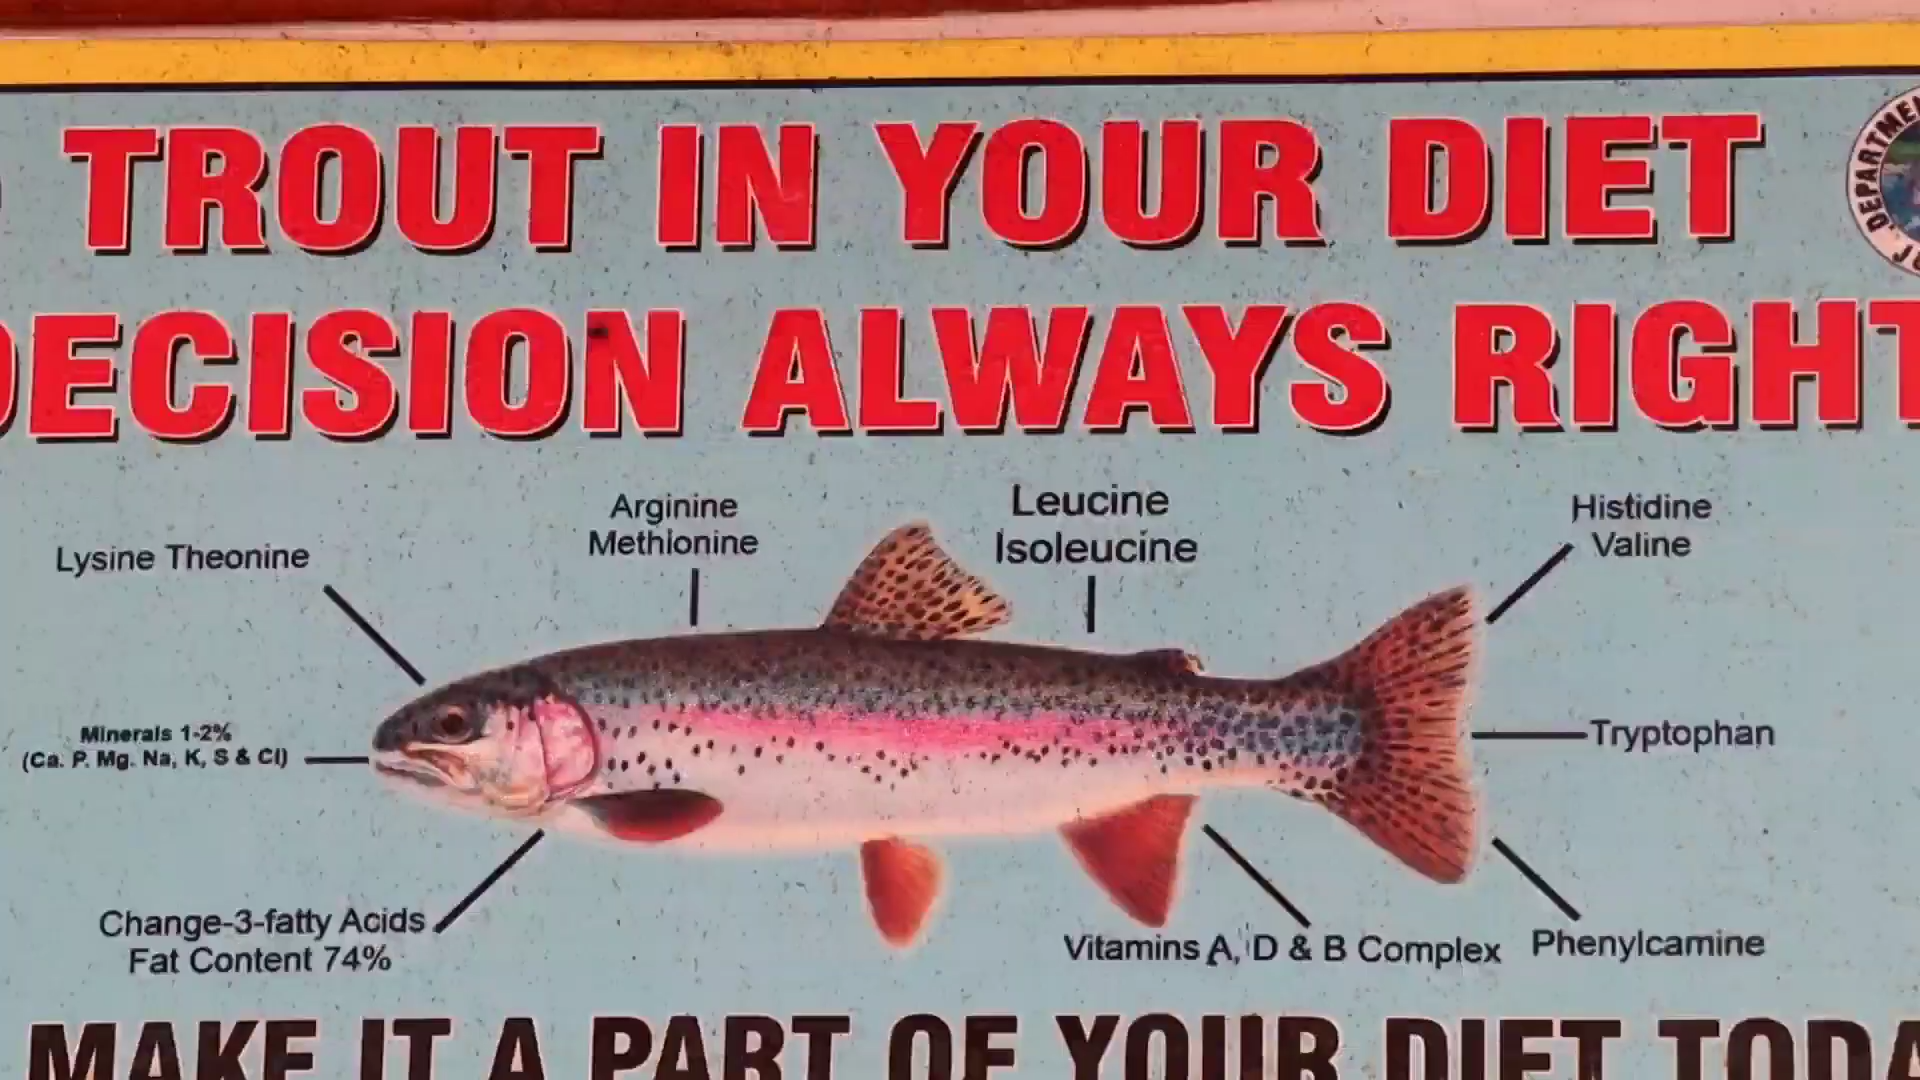 TROUT IN YOUR DIET
DECISION ALWAYS RIGHT
DEPARTMEN
Arginine
Methionine
Leucine
Isoleucine
Histidine
Valine
Lysine Theonine
Minerals 1-2%
(Ca. P. Mg. Na, K, S & Cl)
Tryptophan
Change-3-fatty Acids
Fat Content 74%
Vitamins A, D & B Complex
Phenylcamine
MAKE IT A PART OF YOUR DIET TODA